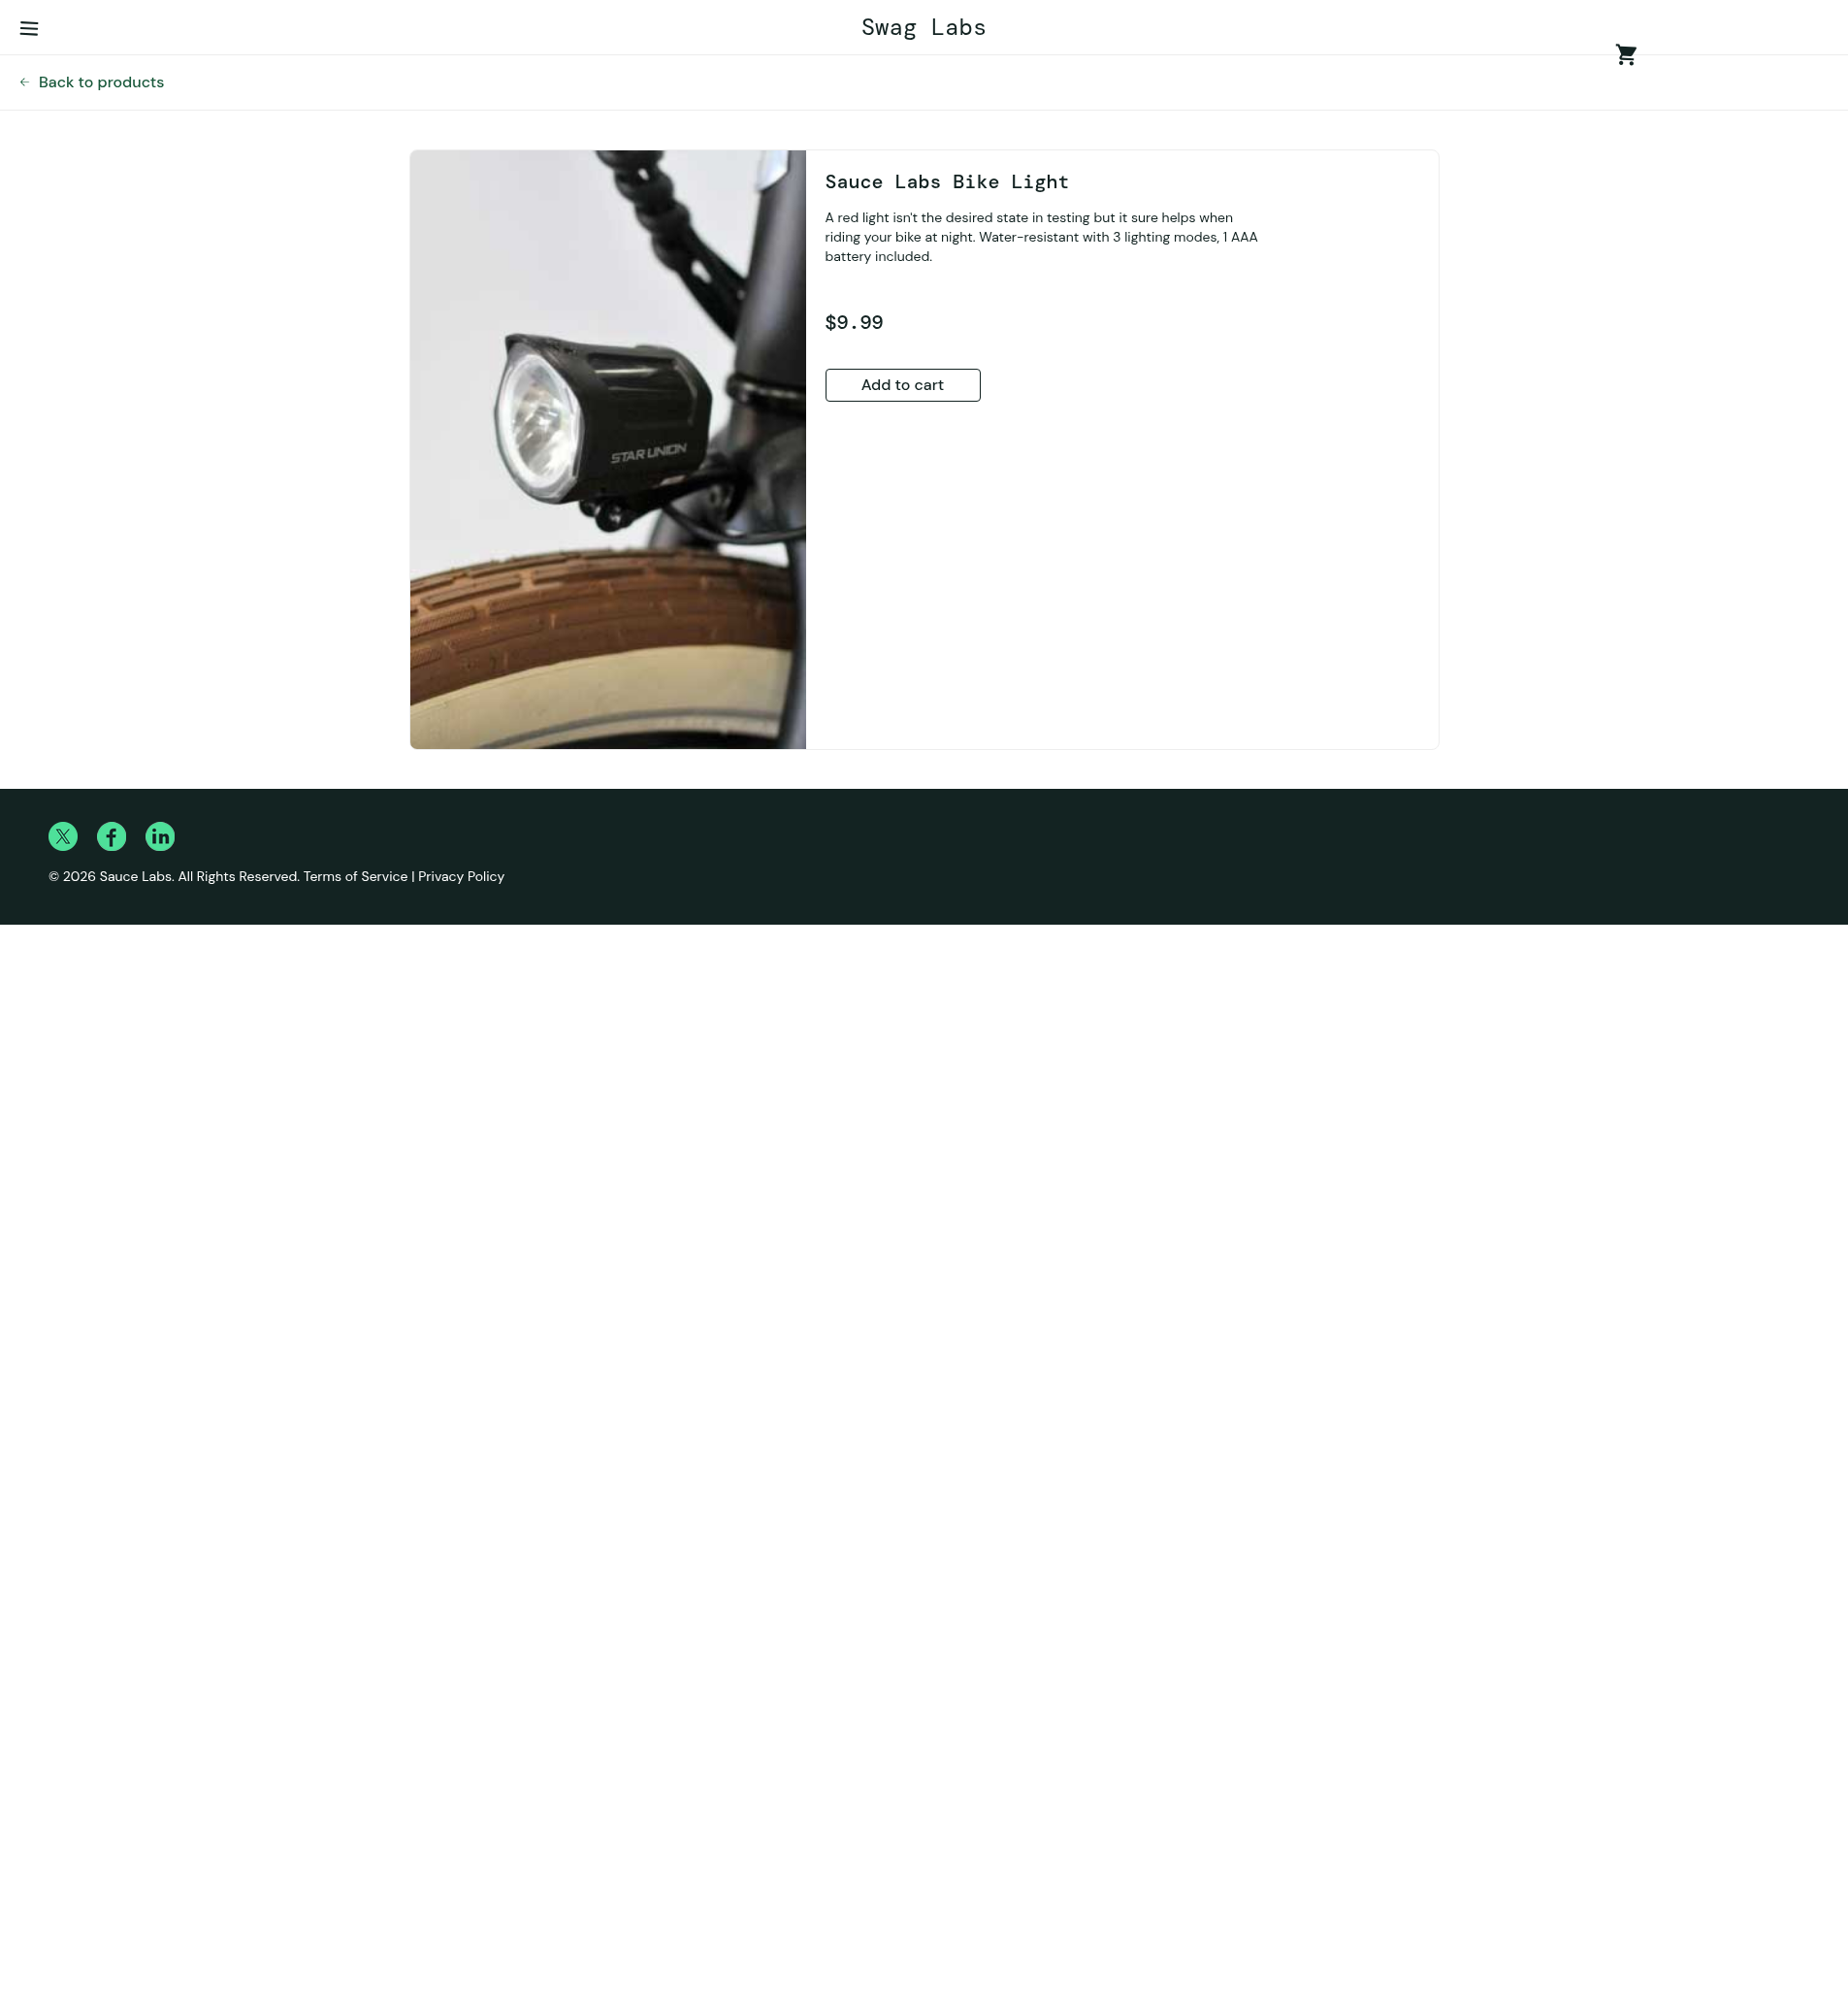 Swag Labs
Back to products
Sauce Labs Bike Light
A red light isn't the desired state in testing but it sure helps when
riding your bike at night. Water-resistant with 3 lighting modes, 1 AAA
battery included.
$9.99
Add to cart
STAR UNION
© 2026 Sauce Labs. All Rights Reserved. Terms of Service | Privacy Policy